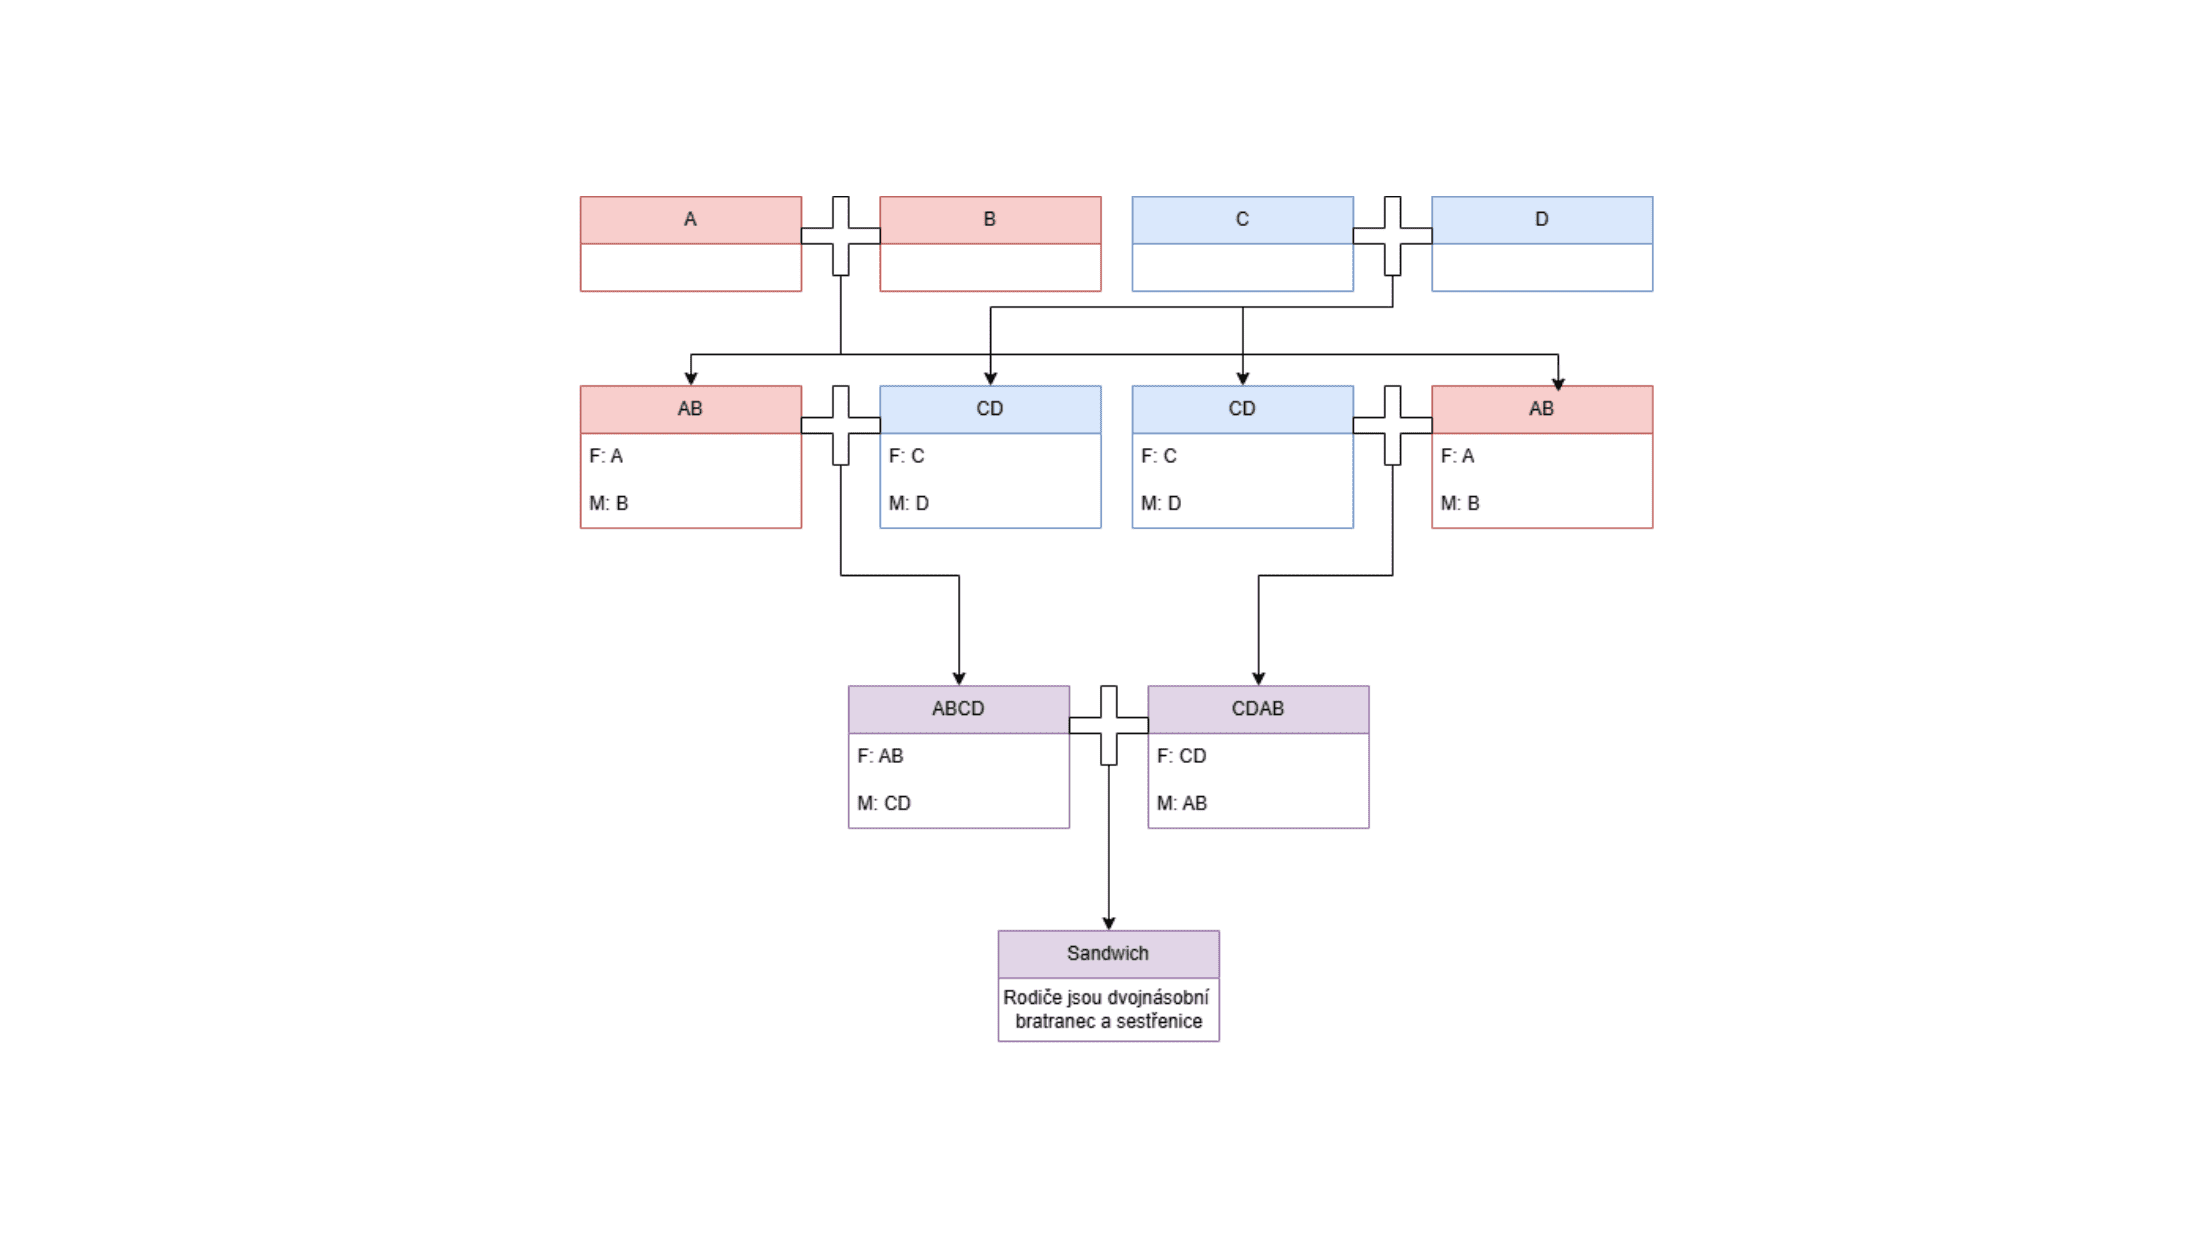 A
B
C
D
AB
F: A
M: B
CD
F: C
M: D
CD
F: C
M: D
AB
F: A
M: B
ABCD
F: AB
M: CD
CDAB
F: CD
M: AB
Sandwich
Rodiče jsou dvojnásobní
bratranec a sestřenice